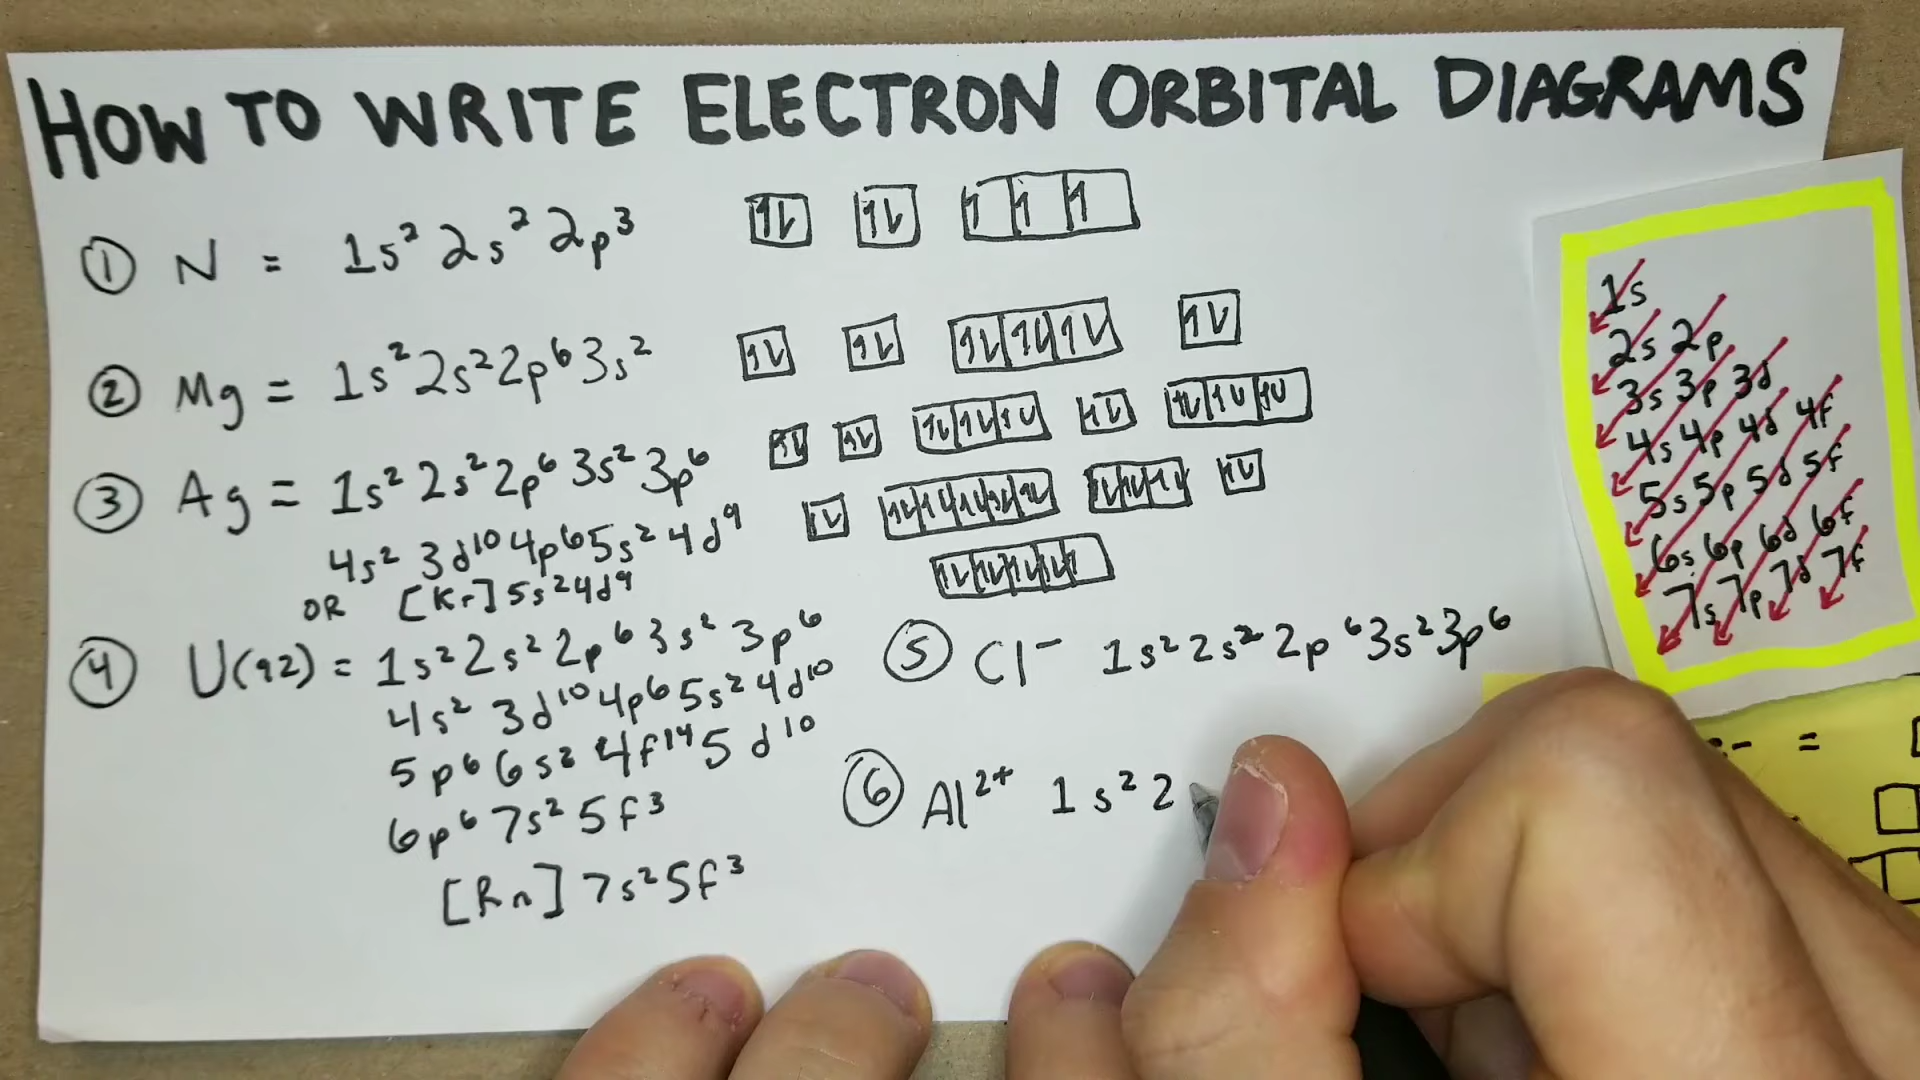 HOW TO WRITE ELECTRON ORBITAL DIAGRAMS
① N = 1s² 2s² 2p³
② Mg = 1s² 2s² 2p⁶ 3s²
③ Ag = 1s² 2s² 2p⁶ 3s² 3p⁶
4s² 3d¹⁰ 4p⁶ 5s² 4d⁹
OR [Kr] 5s² 4d⁹
④ U(92) = 1s² 2s² 2p⁶ 3s² 3p⁶
4s² 3d¹⁰ 4p⁶ 5s² 4d¹⁰
5p⁶ 6s² 4f¹⁴ 5d¹⁰
6p⁶ 7s² 5f³
[Rn] 7s² 5f³
⑤ Cl⁻ 1s² 2s² 2p⁶ 3s² 3p⁶
⑥ Al²⁺ 1s² 2
1s
2s 2p
3s 3p 3d
4s 4p 4d 4f
5s 5p 5d 5f
6s 6p 6d 6f
7s 7p 7d 7f
=